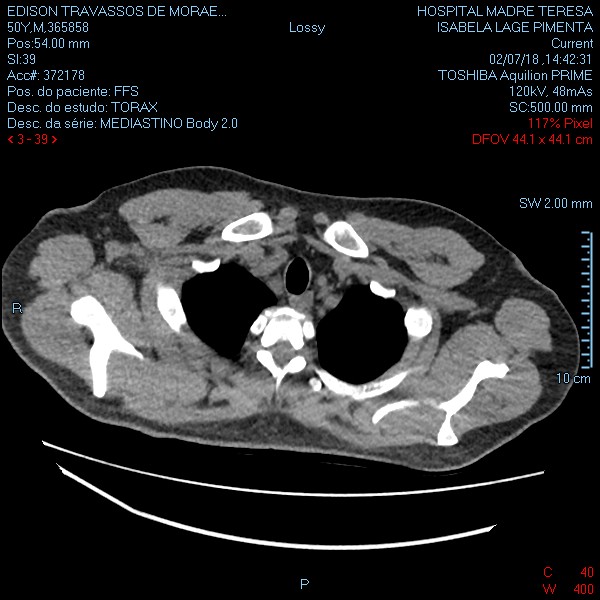 EDISON TRAVASSOS DE MORAE...
50Y,M,365858
Pos:54.00 mm
SI:39
Acc#: 372178
Pos. do paciente: FFS
Desc. do estudo: TORAX
Desc. da série: MEDIASTINO Body 2.0
< 3 - 39 >
Lossy
HOSPITAL MADRE TERESA
ISABELA LAGE PIMENTA
Current
02/07/18 ,14:42:31
TOSHIBA Aquilion PRIME
120kV, 48mAs
SC:500.00 mm
117% Pixel
DFOV 44.1 x 44.1 cm
SW 2.00 mm
R
10 cm
P
C 40
W 400